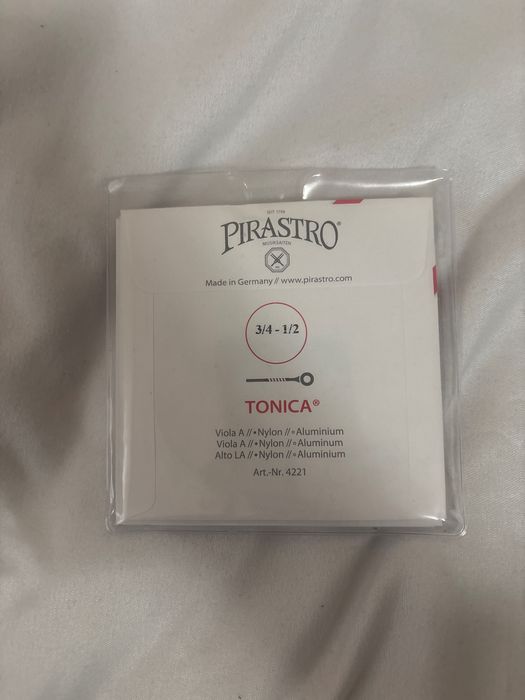 SEIT 1798
PIRASTRO®
MUSIKSAITEN
Made in Germany // www.pirastro.com
3/4 - 1/2
TONICA®
Viola A //•Nylon //◦Aluminium
Viola A //•Nylon //◦Aluminum
Alto LA //•Nylon //◦Aluminium
Art.-Nr. 4221